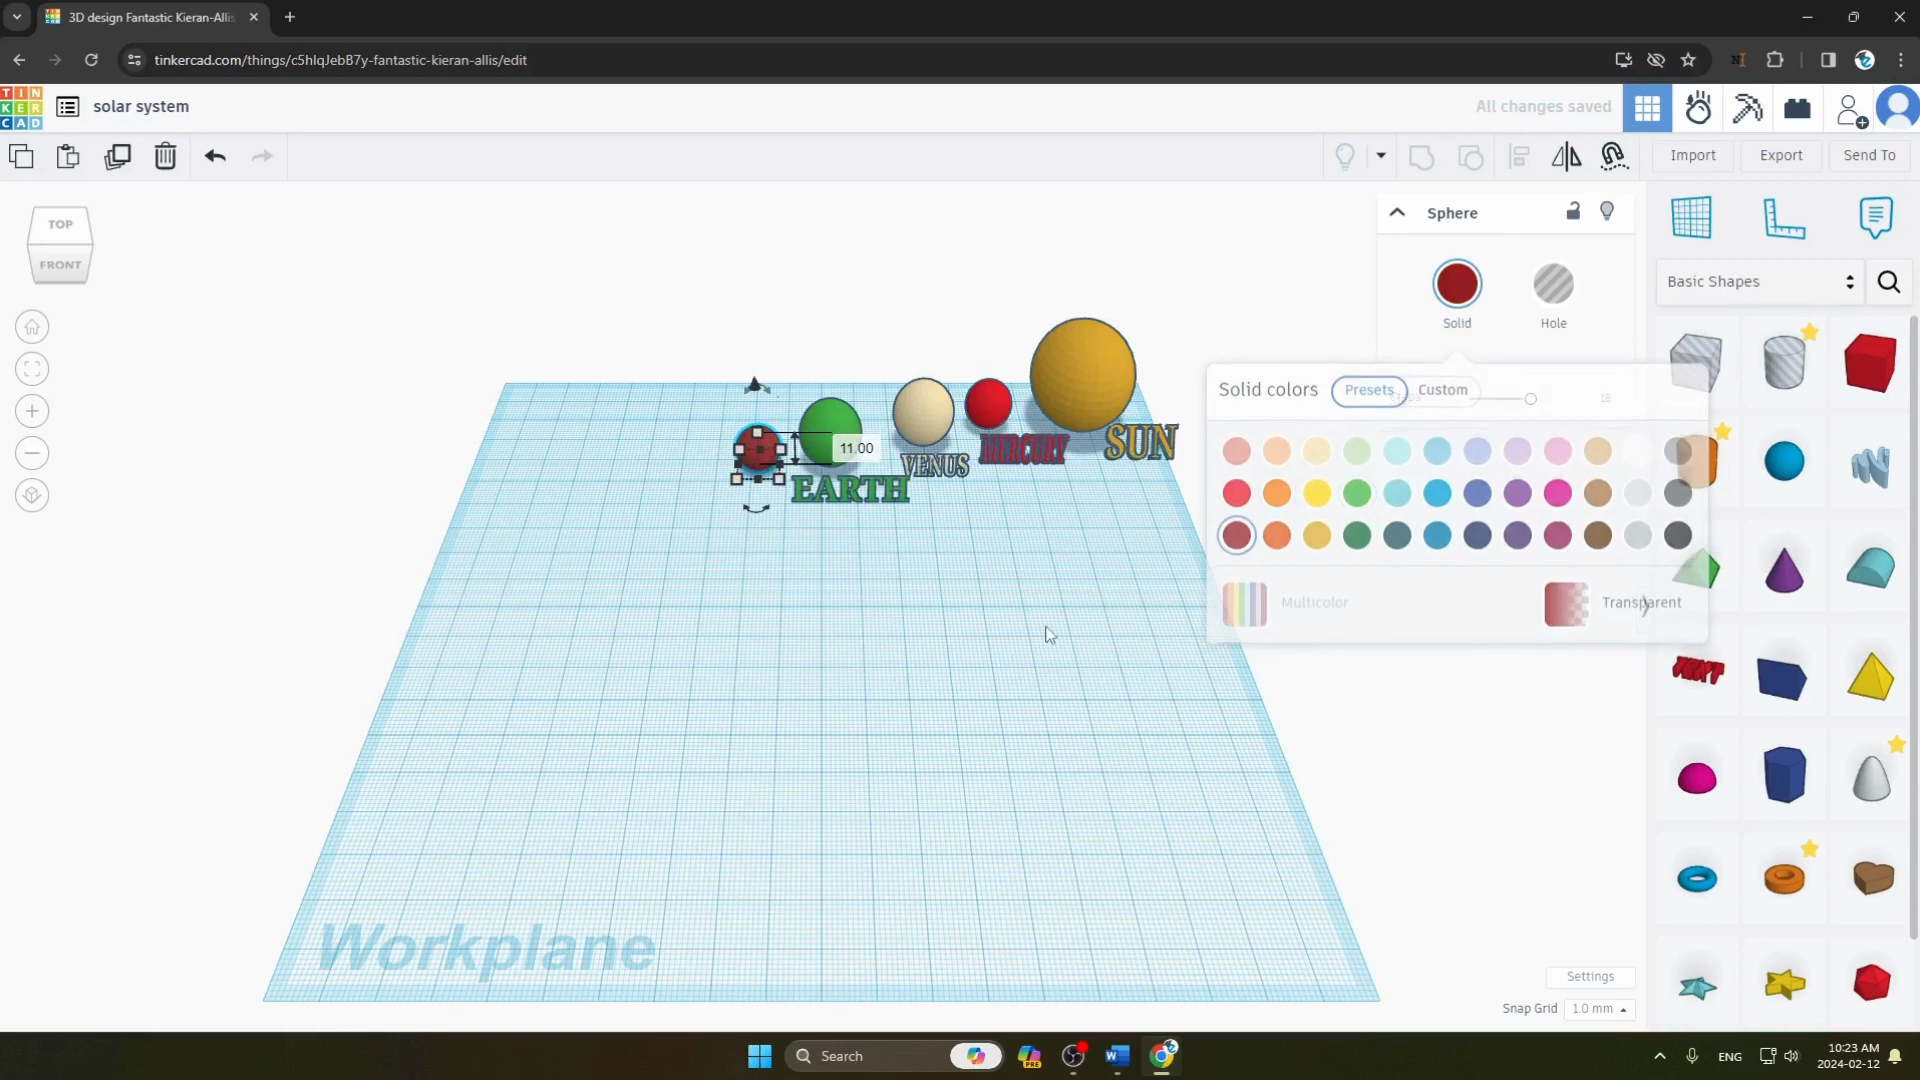 3D design Fantastic Kieran-Allis
tinkercad.com/things/c5hlqJebB7y-fantastic-kieran-allis/edit
TIN
KER
CAD
solar system
All changes saved
Import
Export
Send To
TOP
FRONT
Sphere
Solid
Hole
Basic Shapes
Solid colors
Presets
Custom
18
11.00
SUN
MERCURY
VENUS
EARTH
Multicolor
Transparent
TEXT
Workplane
Settings
Snap Grid
1.0 mm
Search
PRE
ENG
10:23 AM
2024-02-12